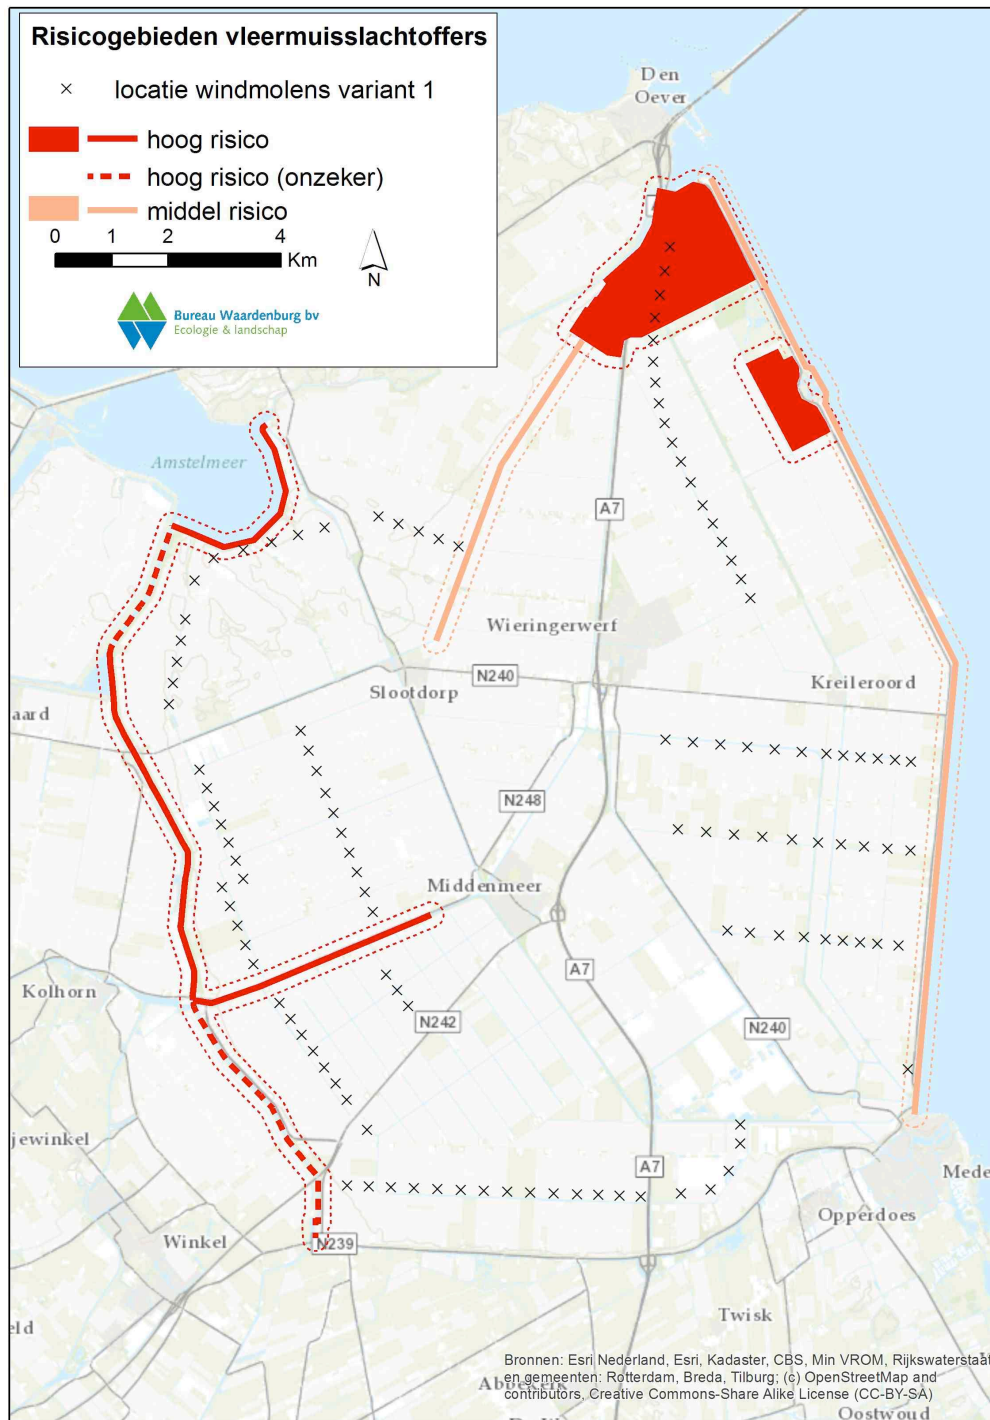 Risicogebieden vleermuisslachtoffers
locatie windmolens variant 1
hoog risico
hoog risico (onzeker)
middel risico
0 1 2 4
Km
N
Bureau Waardenburg bv
Ecologie & landschap
Den
Oever
Amstelmeer
A7
Wieringerwerf
N240
Slootdorp
Kreileroord
aard
N248
Middenmeer
A7
Kolhorn
N242
N240
jewinkel
A7
Mede
Opperdoes
Winkel
N239
Twisk
eld
Bronnen: Esri Nederland, Esri, Kadaster, CBS, Min VROM, Rijkswaterstaat
en gemeenten: Rotterdam, Breda, Tilburg; (c) OpenStreetMap and
contributors, Creative Commons-Share Alike License (CC-BY-SA)
Oostwoud